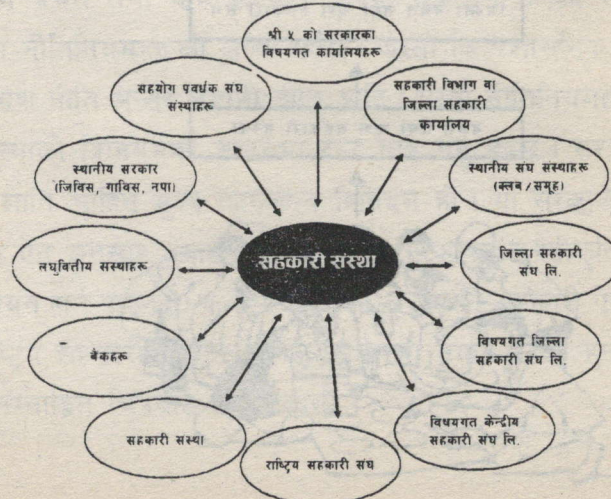 श्री ५ को सरकारका
विषयगत कार्यालयहरू
सहकारी विभाग वा
जिल्ला सहकारी
कार्यालय
स्थानीय संघ संस्थाहरू
(क्लब/समूह)
जिल्ला सहकारी
संघ लि.
विषयगत जिल्ला
सहकारी संघ लि.
विषयगत केन्द्रीय
सहकारी संघ लि.
राष्ट्रिय सहकारी संघ
सहकारी संस्था
बैंकहरू
लघुवित्तीय संस्थाहरू
स्थानीय सरकार
(जिविस, गाविस, नपा)
सहयोग प्रवर्धक संघ
संस्थाहरू
सहकारी संस्था